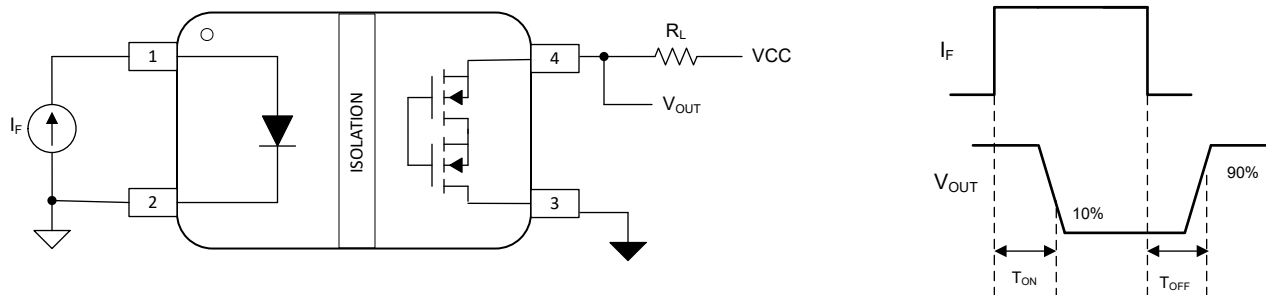 1
2
I_F
ISOLATION
4
3
R_L
VCC
V_OUT
I_F
V_OUT
10%
90%
T_ON
T_OFF